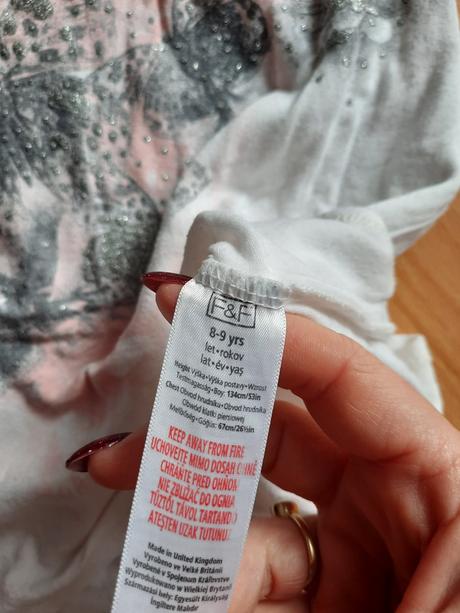 F&F
8-9 yrs
let•rokov
lat•év•yaş
Height Výška•Výška postavy•Wzrost
Testmagasság•Boy: 134cm/53in
Chest Obvod hrudníka•Obvod hrudníka
Obwód klatki piersiowej
Mellbőség•Göğüs: 67cm/26½in
KEEP AWAY FROM FIRE
UCHOVEJTE MIMO DOSAH OHNĚ
CHRÁŇTE PRED OHŇOM
NIE ZBLIŻAĆ DO OGNIA
TŰZTŐL TÁVOL TARTANDÓ
ATEŞTEN UZAK TUTUNUZ
Made in United Kingdom
Vyrobeno ve Velké Británii
Vyrobené v Spojenom Kráľovstve
Wyprodukowano w Wielkiej Brytanii
Származási hely: Egyesült Királyság
İngiltere Malıdır